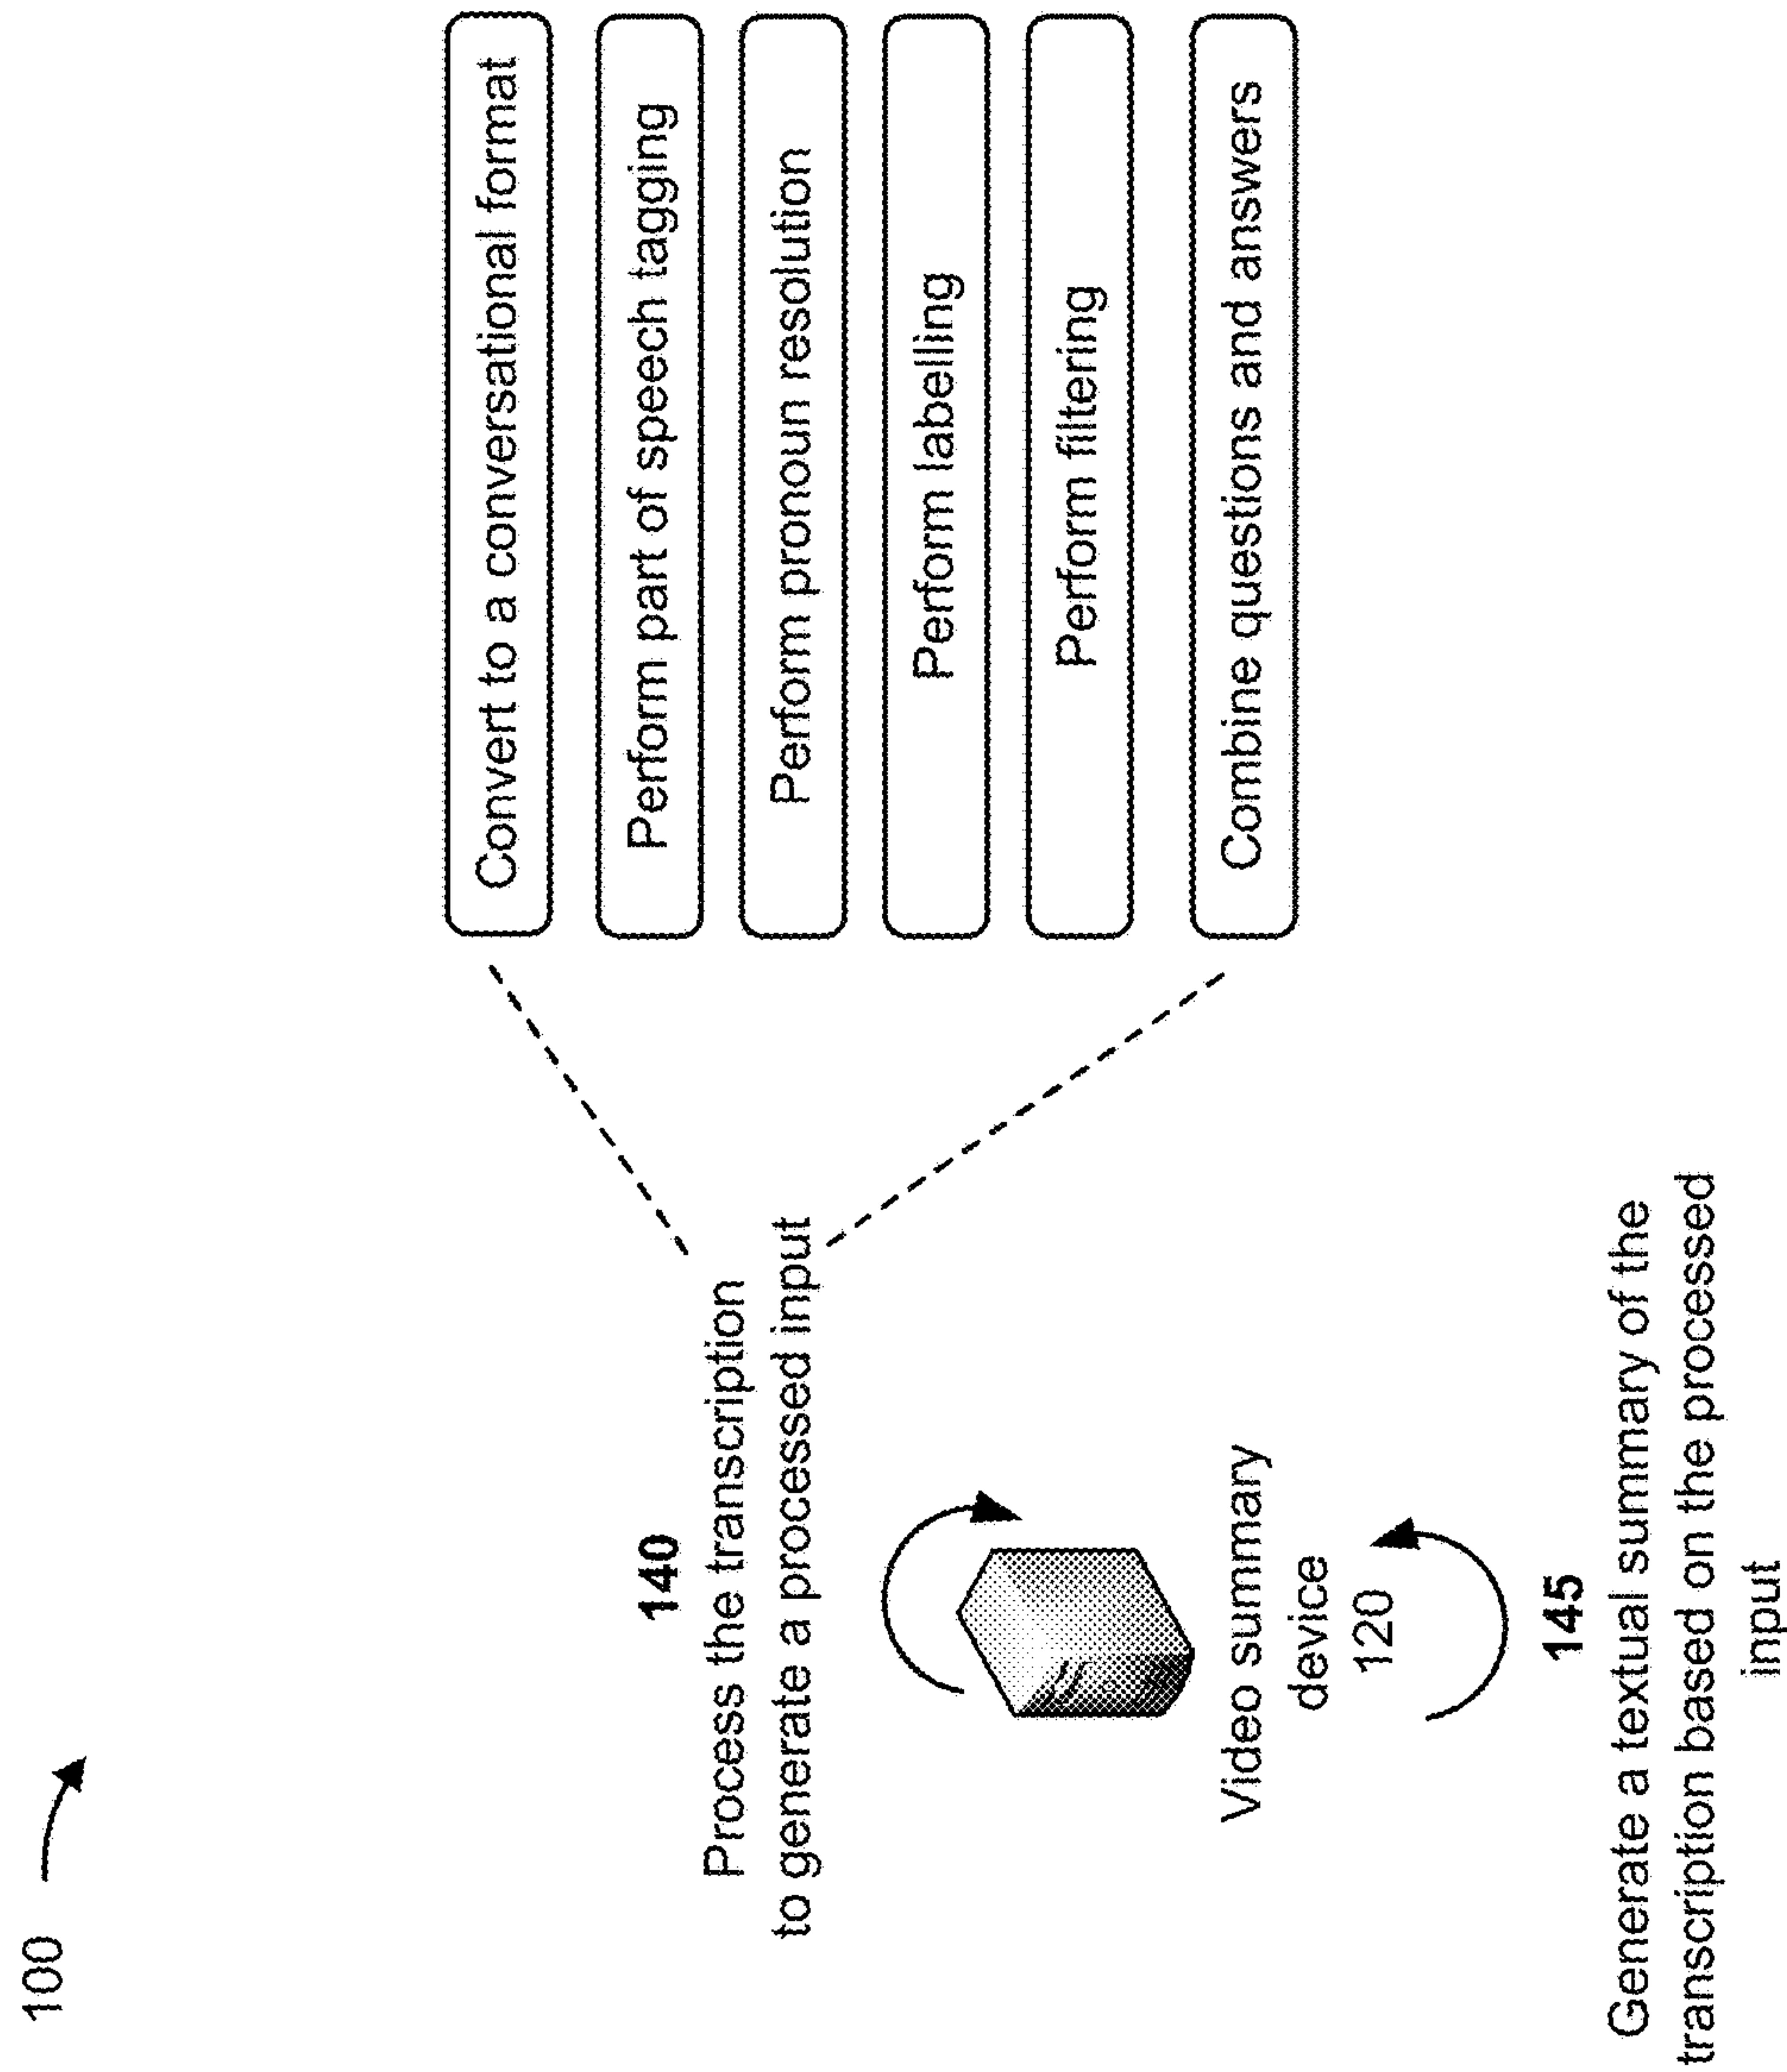 100
140
Process the transcription
to generate a processed input
Video summary
device
120
145
Generate a textual summary of the
transcription based on the processed
input
Convert to a conversational format
Perform part of speech tagging
Perform pronoun resolution
Perform labelling
Perform filtering
Combine questions and answers